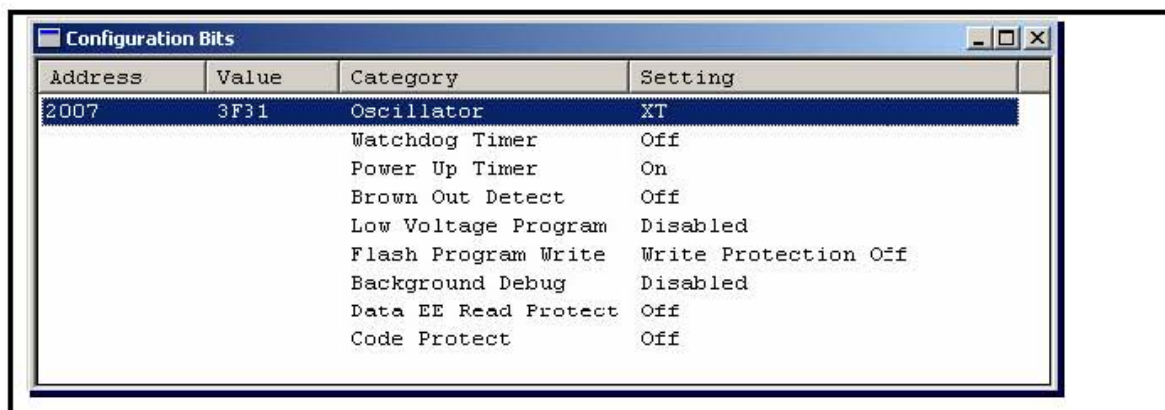 Configuration Bits
Address Value Category Setting
2007 3F31 Oscillator XT
Watchdog Timer Off
Power Up Timer On
Brown Out Detect Off
Low Voltage Program Disabled
Flash Program Write Write Protection Off
Background Debug Disabled
Data EE Read Protect Off
Code Protect Off